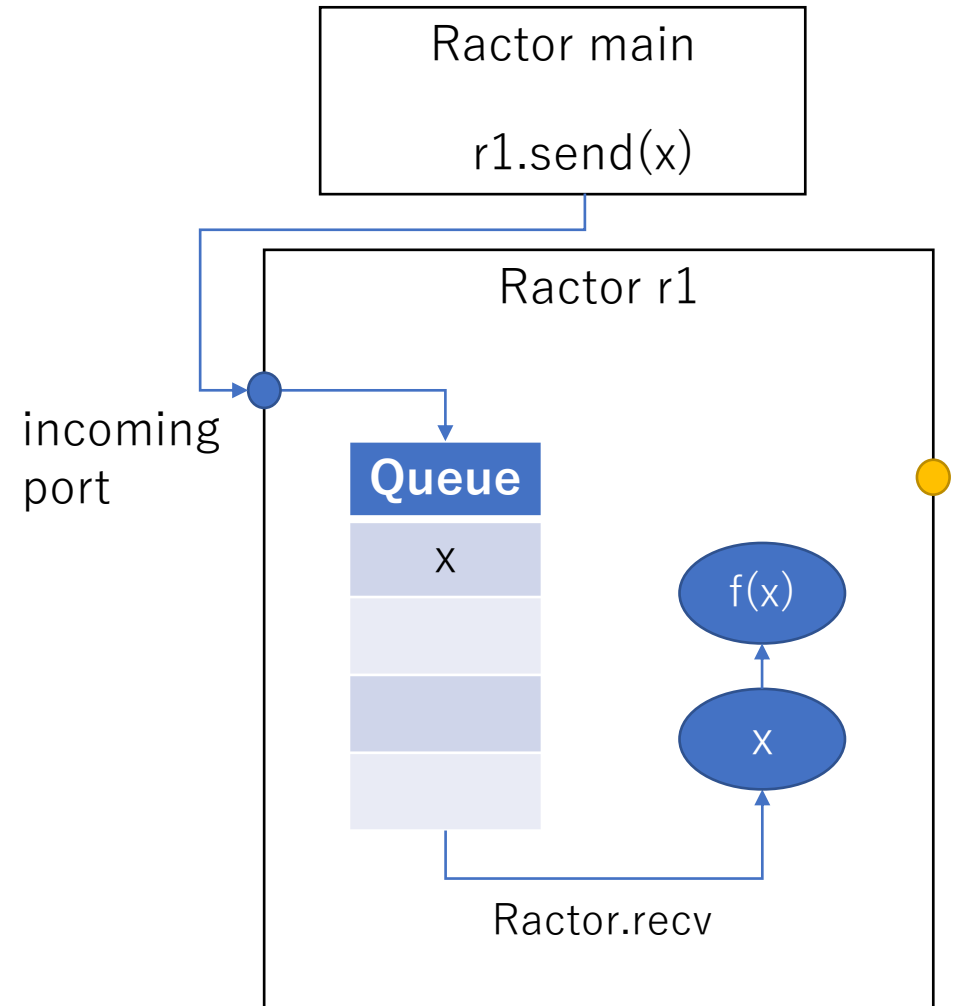 Ractor main
r1.send(x)
Ractor r1
incoming
port
Queue
x
f(x)
x
Ractor.recv